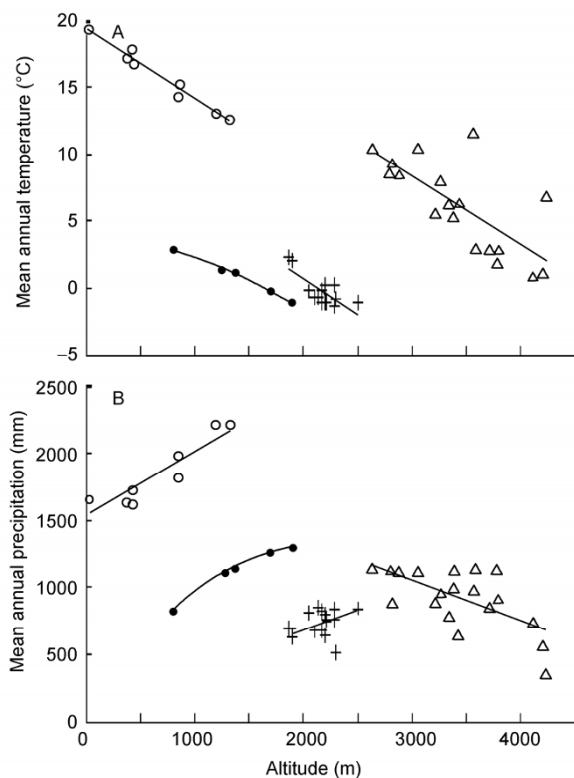 A
20
15
10
5
0
−5
Mean annual temperature (°C)
B
2500
2000
1500
1000
500
0
Mean annual precipitation (mm)
0 1000 2000 3000 4000
Altitude (m)